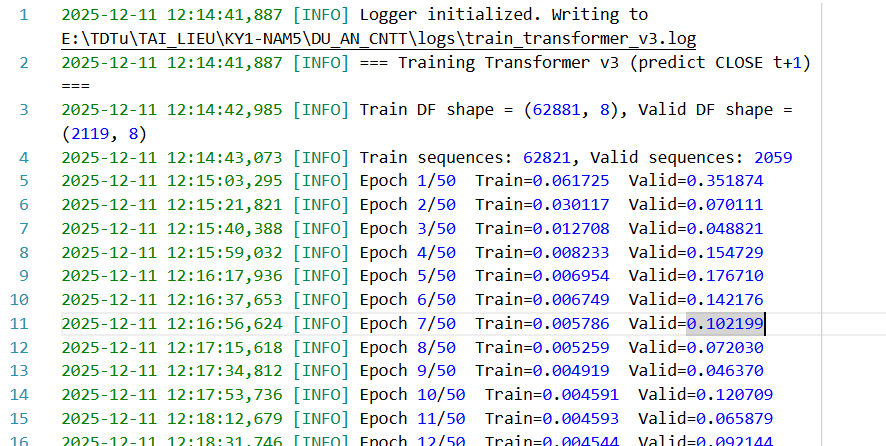 1 2025-12-11 12:14:41,887 [INFO] Logger initialized. Writing to
E:\TDTu\TAI_LIEU\KY1-NAM5\DU_AN_CNTT\logs\train_transformer_v3.log
2 2025-12-11 12:14:41,887 [INFO] === Training Transformer v3 (predict CLOSE t+1)
===
3 2025-12-11 12:14:42,985 [INFO] Train DF shape = (62881, 8), Valid DF shape =
(2119, 8)
4 2025-12-11 12:14:43,073 [INFO] Train sequences: 62821, Valid sequences: 2059
5 2025-12-11 12:15:03,295 [INFO] Epoch 1/50  Train=0.061725  Valid=0.351874
6 2025-12-11 12:15:21,821 [INFO] Epoch 2/50  Train=0.030117  Valid=0.070111
7 2025-12-11 12:15:40,388 [INFO] Epoch 3/50  Train=0.012708  Valid=0.048821
8 2025-12-11 12:15:59,032 [INFO] Epoch 4/50  Train=0.008233  Valid=0.154729
9 2025-12-11 12:16:17,936 [INFO] Epoch 5/50  Train=0.006954  Valid=0.176710
10 2025-12-11 12:16:37,653 [INFO] Epoch 6/50  Train=0.006749  Valid=0.142176
11 2025-12-11 12:16:56,624 [INFO] Epoch 7/50  Train=0.005786  Valid=0.102199
12 2025-12-11 12:17:15,618 [INFO] Epoch 8/50  Train=0.005259  Valid=0.072030
13 2025-12-11 12:17:34,812 [INFO] Epoch 9/50  Train=0.004919  Valid=0.046370
14 2025-12-11 12:17:53,736 [INFO] Epoch 10/50  Train=0.004591  Valid=0.120709
15 2025-12-11 12:18:12,679 [INFO] Epoch 11/50  Train=0.004593  Valid=0.065879
16 2025-12-11 12:18:31,746 [INFO] Epoch 12/50  Train=0.004544  Valid=0.092144